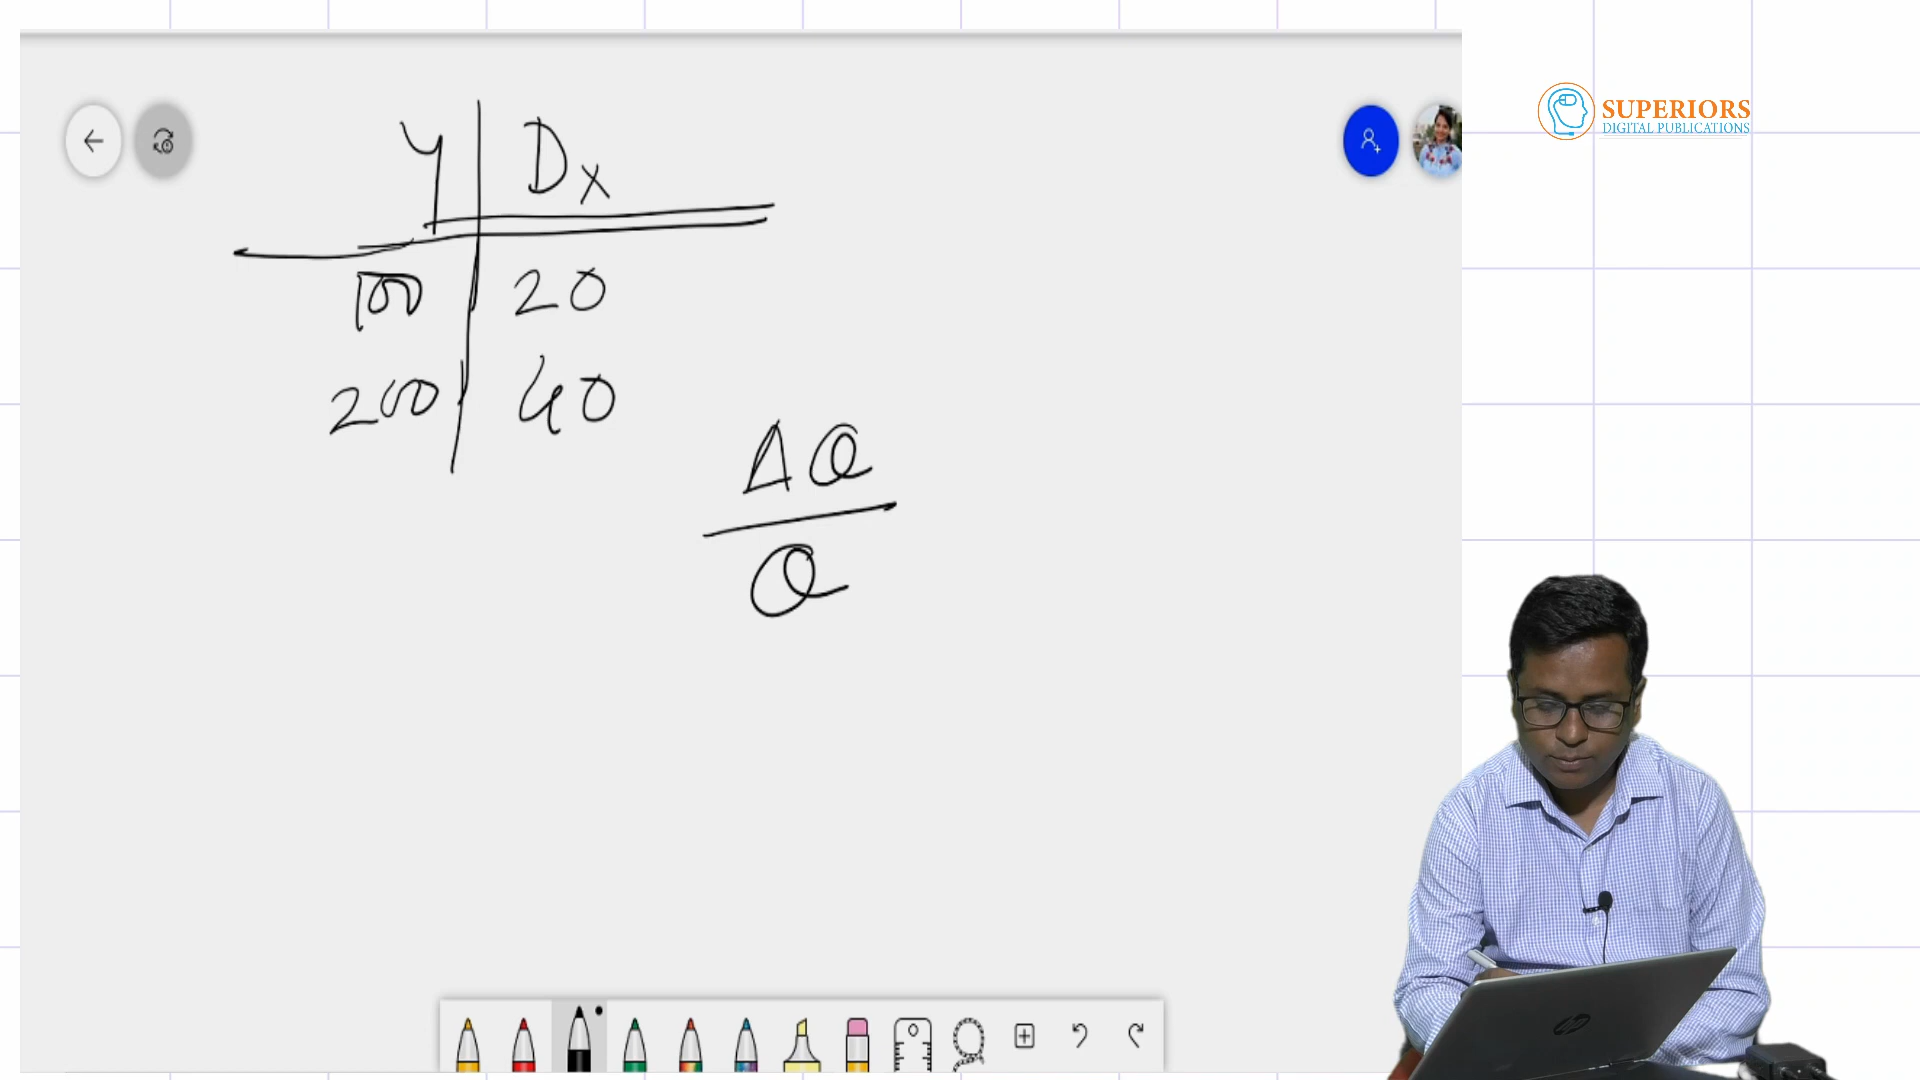 Y Dx
100 20
200 40
ΔQ
Q
SUPERIORS
DIGITAL PUBLICATIONS